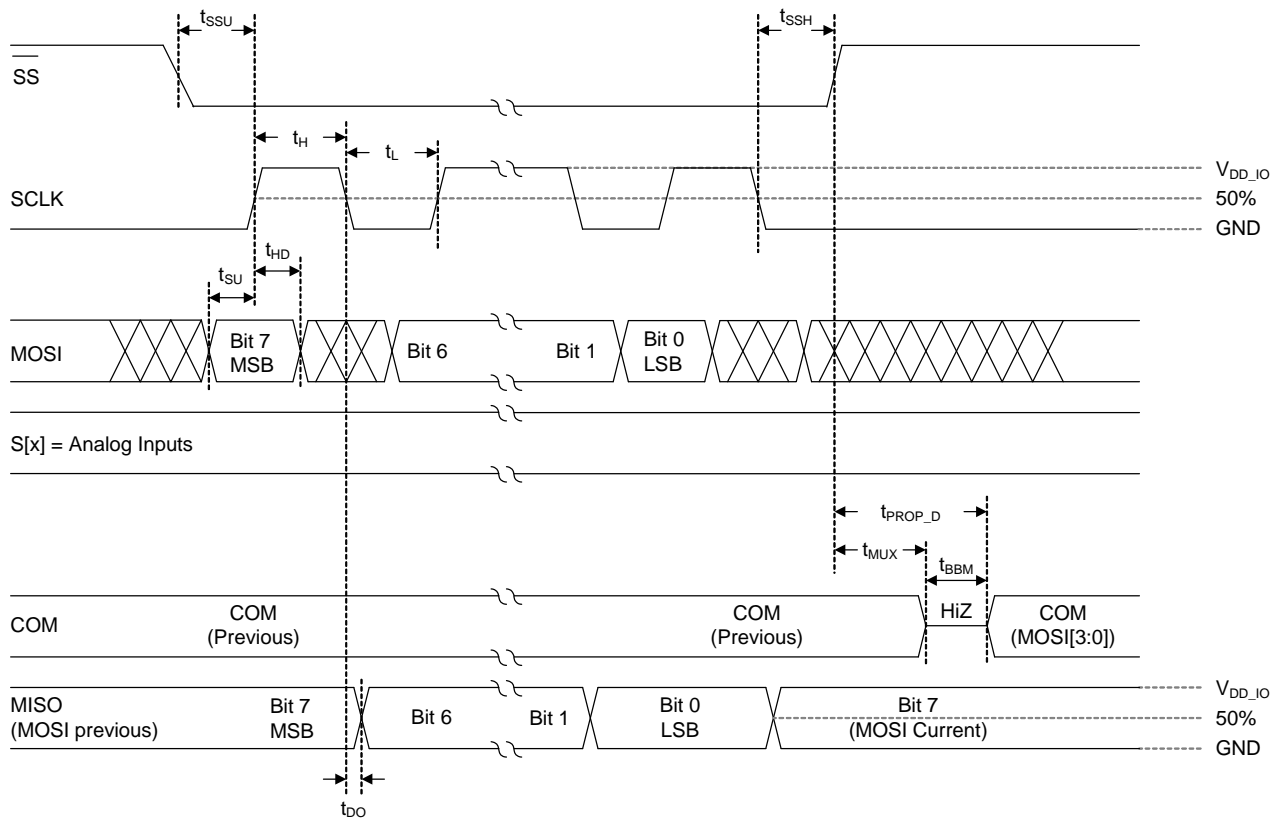 tSSU
tSSH
SS
tH
tL
VDD_IO
SCLK
50%
GND
tHD
tSU
MOSI
Bit 7
MSB
Bit 6
Bit 1
Bit 0
LSB
S[x] = Analog Inputs
tPROP_D
tMUX
tBBM
COM
COM
(Previous)
COM
(Previous)
HiZ
COM
(MOSI[3:0])
MISO
(MOSI previous)
Bit 7
MSB
Bit 6
Bit 1
Bit 0
LSB
Bit 7
(MOSI Current)
VDD_IO
50%
GND
tDO